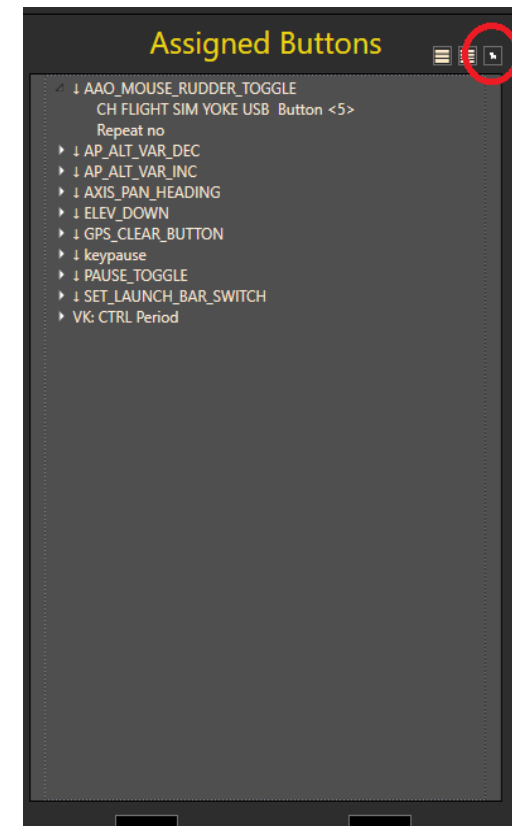 Assigned Buttons
↓ AAO_MOUSE_RUDDER_TOGGLE
CH FLIGHT SIM YOKE USB  Button <5>
Repeat no
↓ AP_ALT_VAR_DEC
↓ AP_ALT_VAR_INC
↓ AXIS_PAN_HEADING
↓ ELEV_DOWN
↓ GPS_CLEAR_BUTTON
↓ keypause
↓ PAUSE_TOGGLE
↓ SET_LAUNCH_BAR_SWITCH
VK: CTRL Period